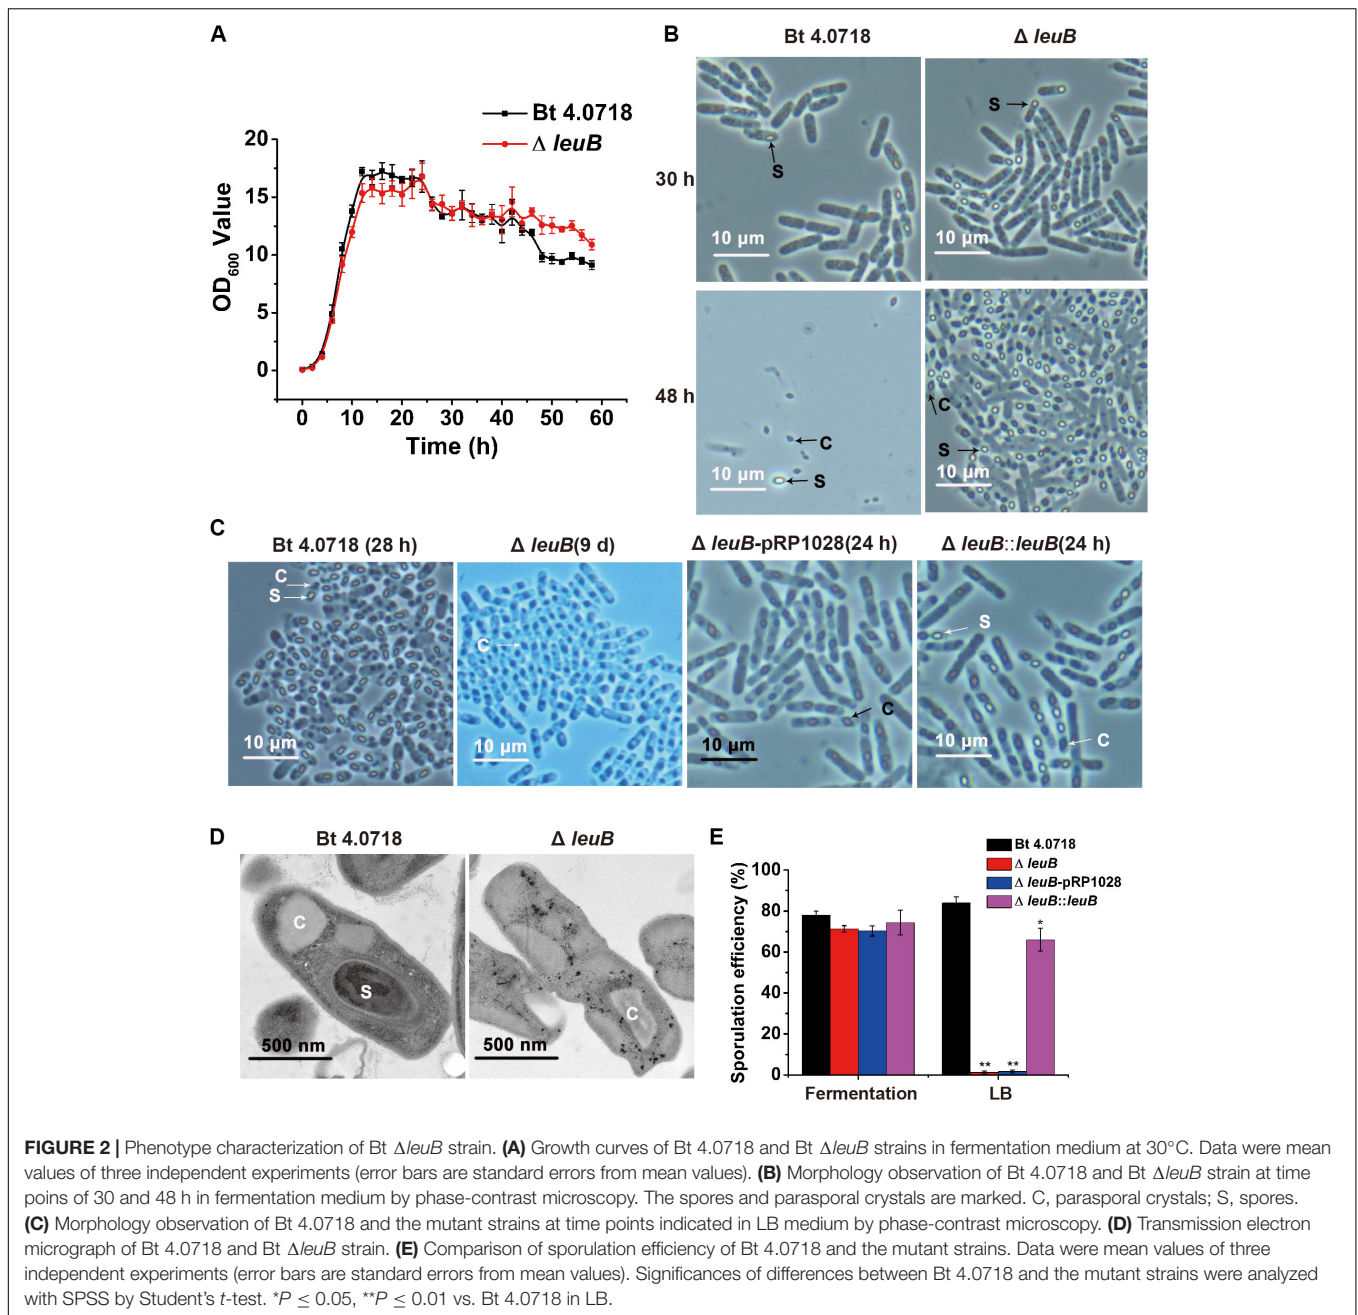 A
Bt 4.0718
Δ leuB
OD600 Value
20
15
10
5
0
0 10 20 30 40 50 60
Time (h)
B
Bt 4.0718
Δ leuB
30 h
S
S
10 μm
10 μm
48 h
C
S
C
S
10 μm
10 μm
C
Bt 4.0718 (28 h)
Δ leuB(9 d)
Δ leuB-pRP1028(24 h)
Δ leuB::leuB(24 h)
C
S
C
C
S
C
10 μm
10 μm
10 μm
10 μm
D
Bt 4.0718
Δ leuB
C
S
C
500 nm
500 nm
E
Bt 4.0718
Δ leuB
Δ leuB-pRP1028
Δ leuB::leuB
Sporulation efficiency (%)
100
80
60
40
20
0
** ** *
Fermentation LB
FIGURE 2 | Phenotype characterization of Bt ΔleuB strain. (A) Growth curves of Bt 4.0718 and Bt ΔleuB strains in fermentation medium at 30°C. Data were mean
values of three independent experiments (error bars are standard errors from mean values). (B) Morphology observation of Bt 4.0718 and Bt ΔleuB strain at time
poins of 30 and 48 h in fermentation medium by phase-contrast microscopy. The spores and parasporal crystals are marked. C, parasporal crystals; S, spores.
(C) Morphology observation of Bt 4.0718 and the mutant strains at time points indicated in LB medium by phase-contrast microscopy. (D) Transmission electron
micrograph of Bt 4.0718 and Bt ΔleuB strain. (E) Comparison of sporulation efficiency of Bt 4.0718 and the mutant strains. Data were mean values of three
independent experiments (error bars are standard errors from mean values). Significances of differences between Bt 4.0718 and the mutant strains were analyzed
with SPSS by Student's t-test. *P ≤ 0.05, **P ≤ 0.01 vs. Bt 4.0718 in LB.